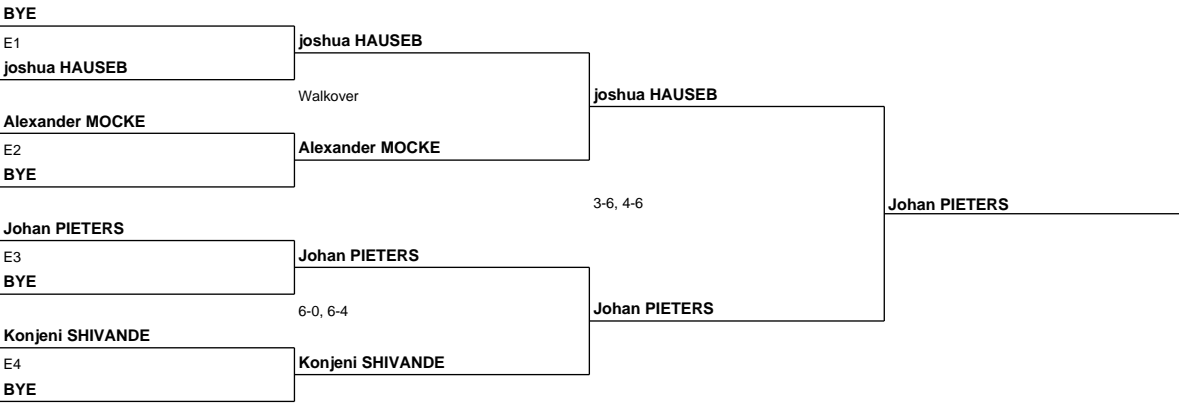 BYE
E1
joshua HAUSEB
joshua HAUSEB
Walkover
joshua HAUSEB
Alexander MOCKE
E2
Alexander MOCKE
BYE
3-6, 4-6
Johan PIETERS
Johan PIETERS
E3
Johan PIETERS
BYE
6-0, 6-4
Johan PIETERS
Konjeni SHIVANDE
E4
Konjeni SHIVANDE
BYE